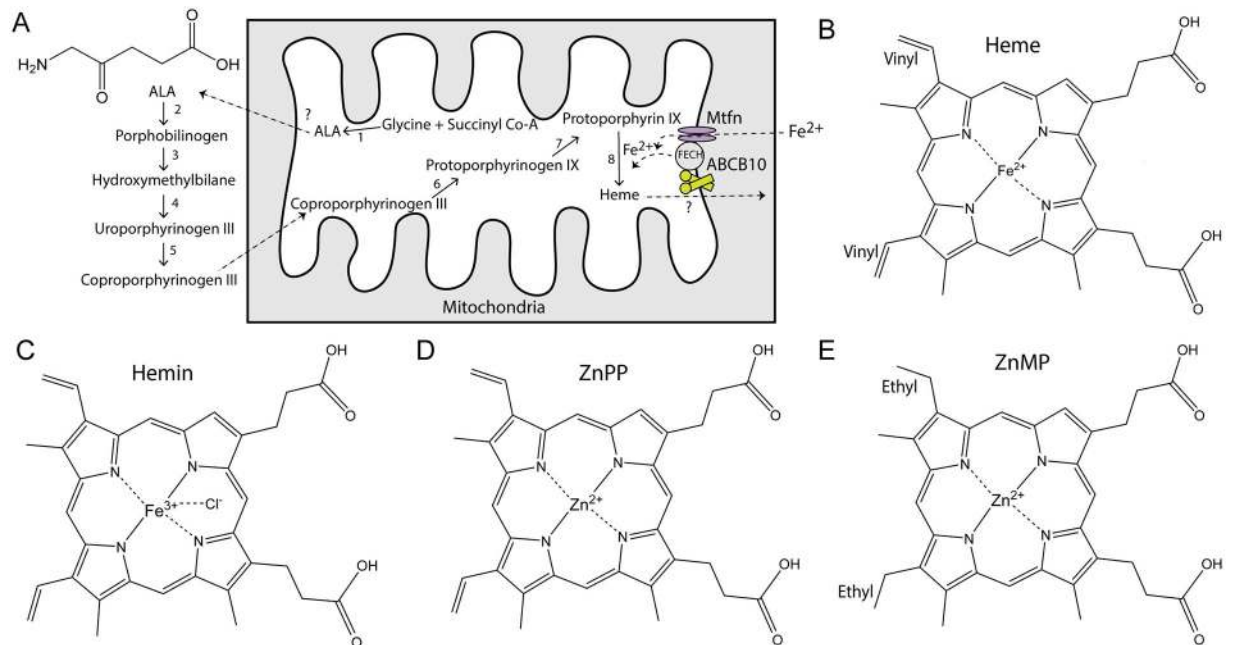 A
O
OH
H₂N
O
ALA
2
Porphobilinogen
3
Hydroxymethylbilane
4
Uroporphyrinogen III
5
Coproporphyrinogen III
?
ALA
1
Glycine + Succinyl Co-A
Protoporphyrin IX
7
Protoporphyrinogen IX
6
Coproporphyrinogen III
8
Fe2+
Heme
Mtfn
Fe2+
FECH
ABCB10
?
Mitochondria
B
Heme
Vinyl
OH
O
N
N
Fe2+
N
N
Vinyl
OH
O
C
Hemin
OH
O
N
N
Fe3+
Cl-
N
N
OH
O
D
ZnPP
OH
O
N
N
Zn2+
N
N
OH
O
E
ZnMP
Ethyl
OH
O
N
N
Zn2+
N
N
Ethyl
OH
O